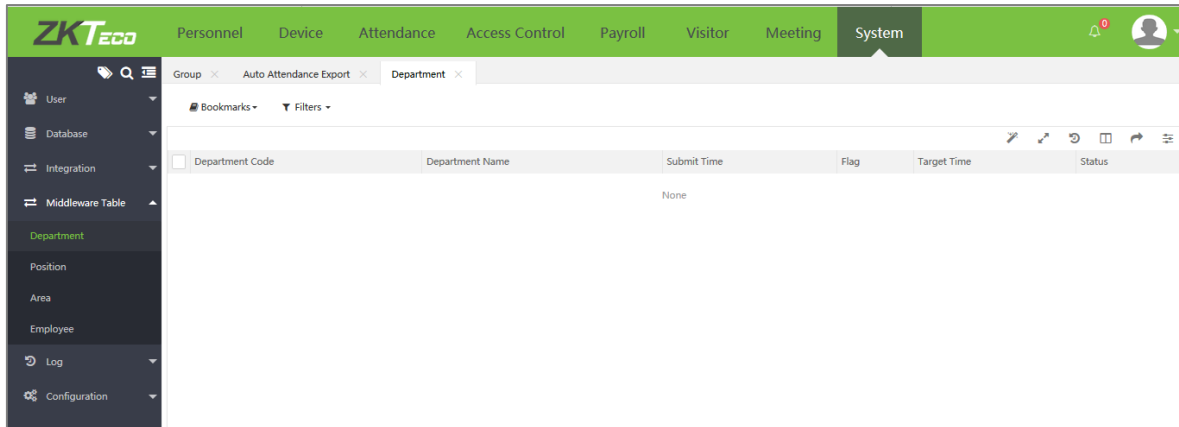 ZKTeco Personnel Device Attendance Access Control Payroll Visitor Meeting System 0
Group Auto Attendance Export Department
User
Database
Integration
Middleware Table
Department
Position
Area
Employee
Log
Configuration
Bookmarks Filters
Department Code Department Name Submit Time Flag Target Time Status
None